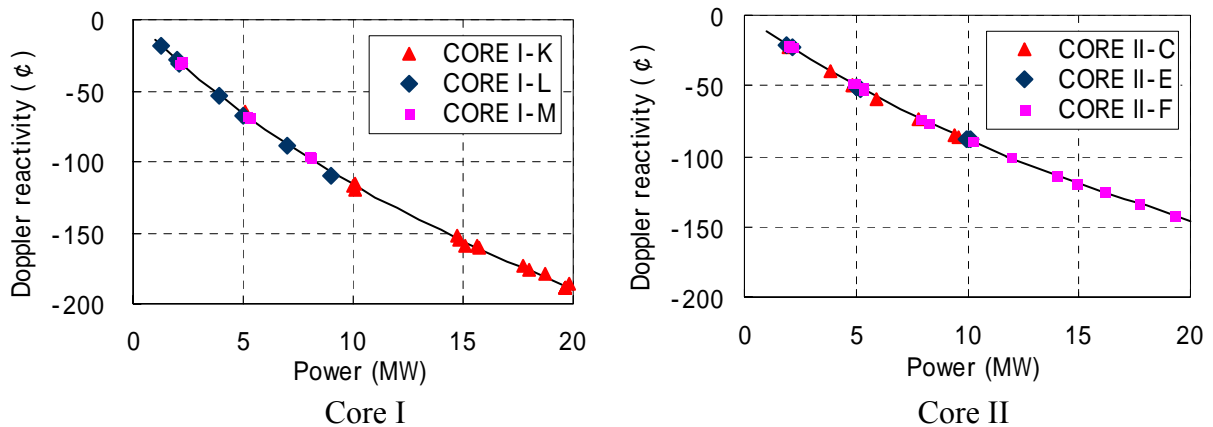 Doppler reactivity (¢)
0
-50
-100
-150
-200
CORE I-K
CORE I-L
CORE I-M
0 5 10 15 20
Power (MW)
Core I
Doppler reactivity (¢)
0
-50
-100
-150
-200
CORE II-C
CORE II-E
CORE II-F
0 5 10 15 20
Power (MW)
Core II